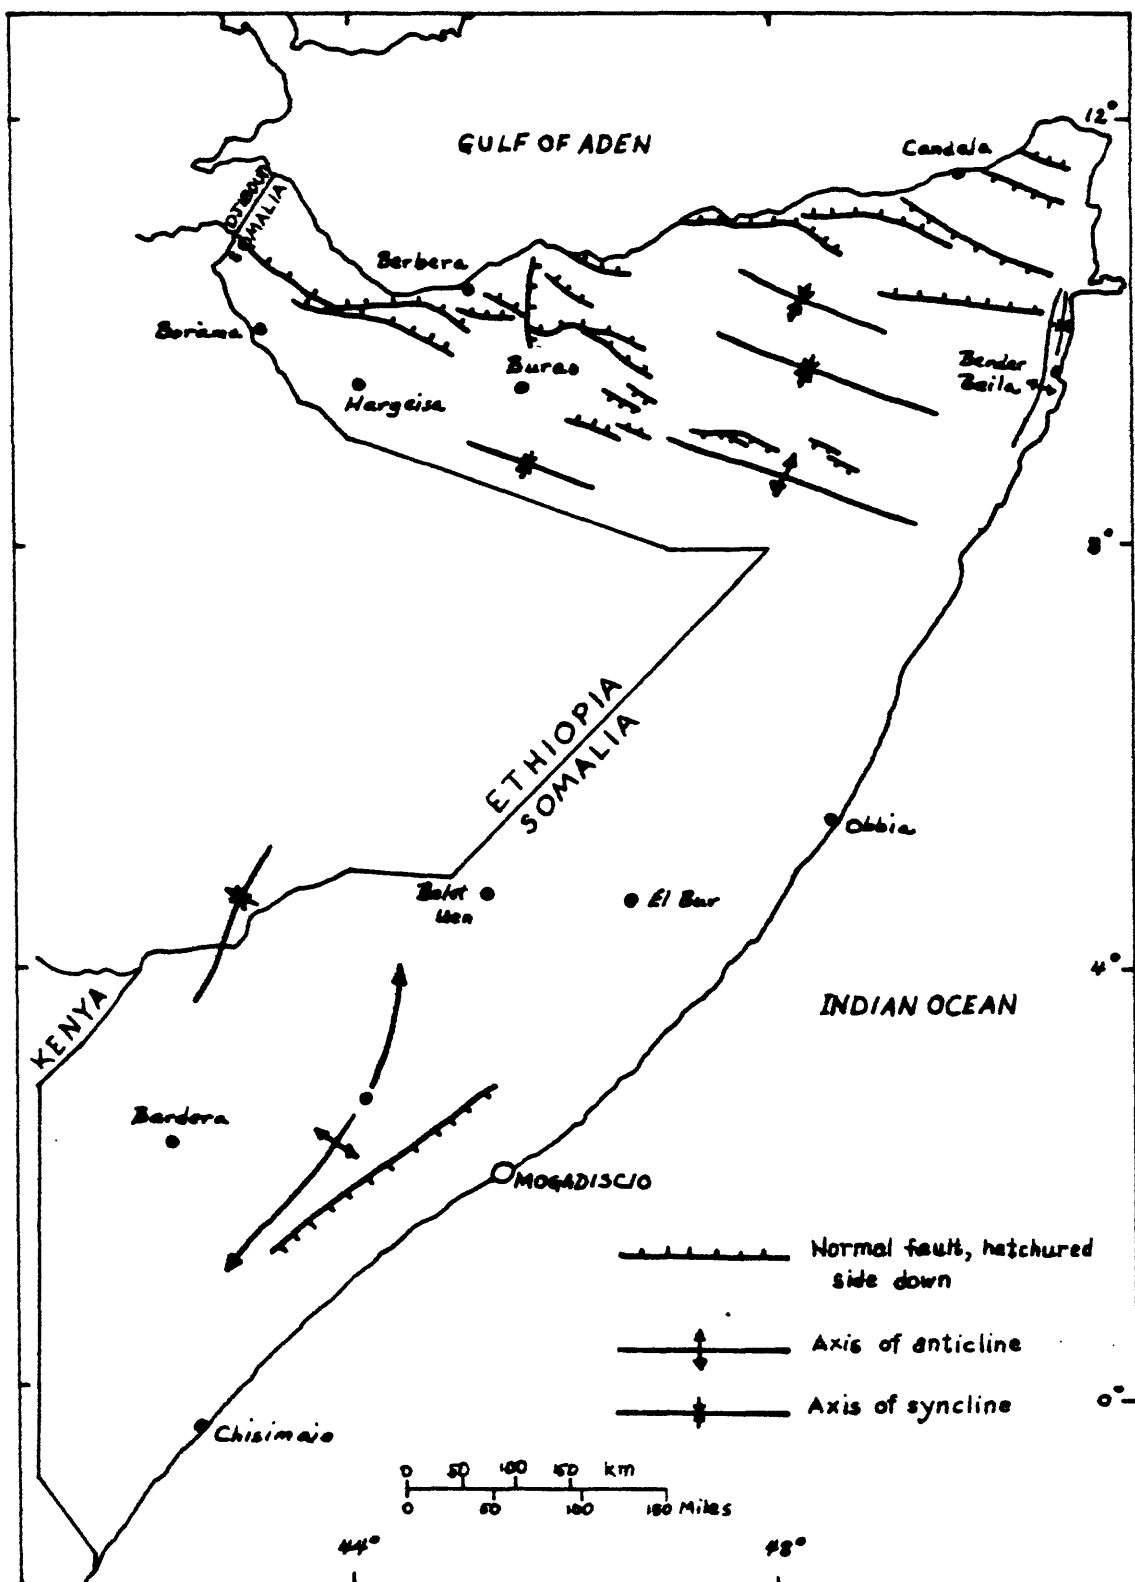 12°
GULF OF ADEN
Candala
DJIBOUTI
SOMALIA
Berbera
Borama
Burao
Bender
Beila
Hargeisa
8°
ETHIOPIA
SOMALIA
Obbia
Belet
Uen
El Bur
4°
INDIAN OCEAN
KENYA
Bardera
MOGADISCIO
Normal fault, hatchured
side down
Axis of anticline
Axis of syncline
0°
Chisimaio
0 50 100 150 km
0 50 100 150 Miles
44° 48°